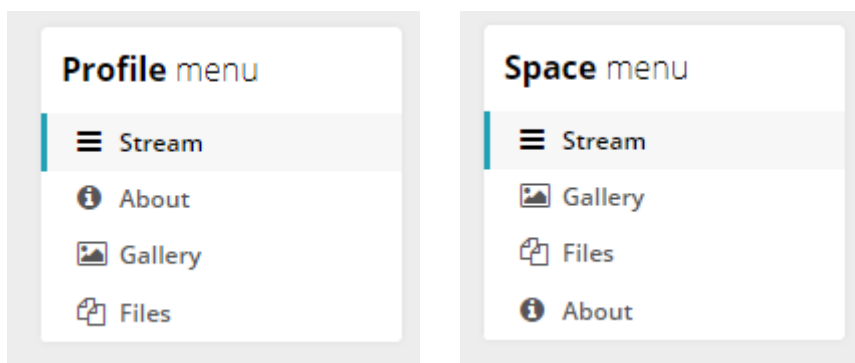 Profile menu
Stream
About
Gallery
Files
Space menu
Stream
Gallery
Files
About